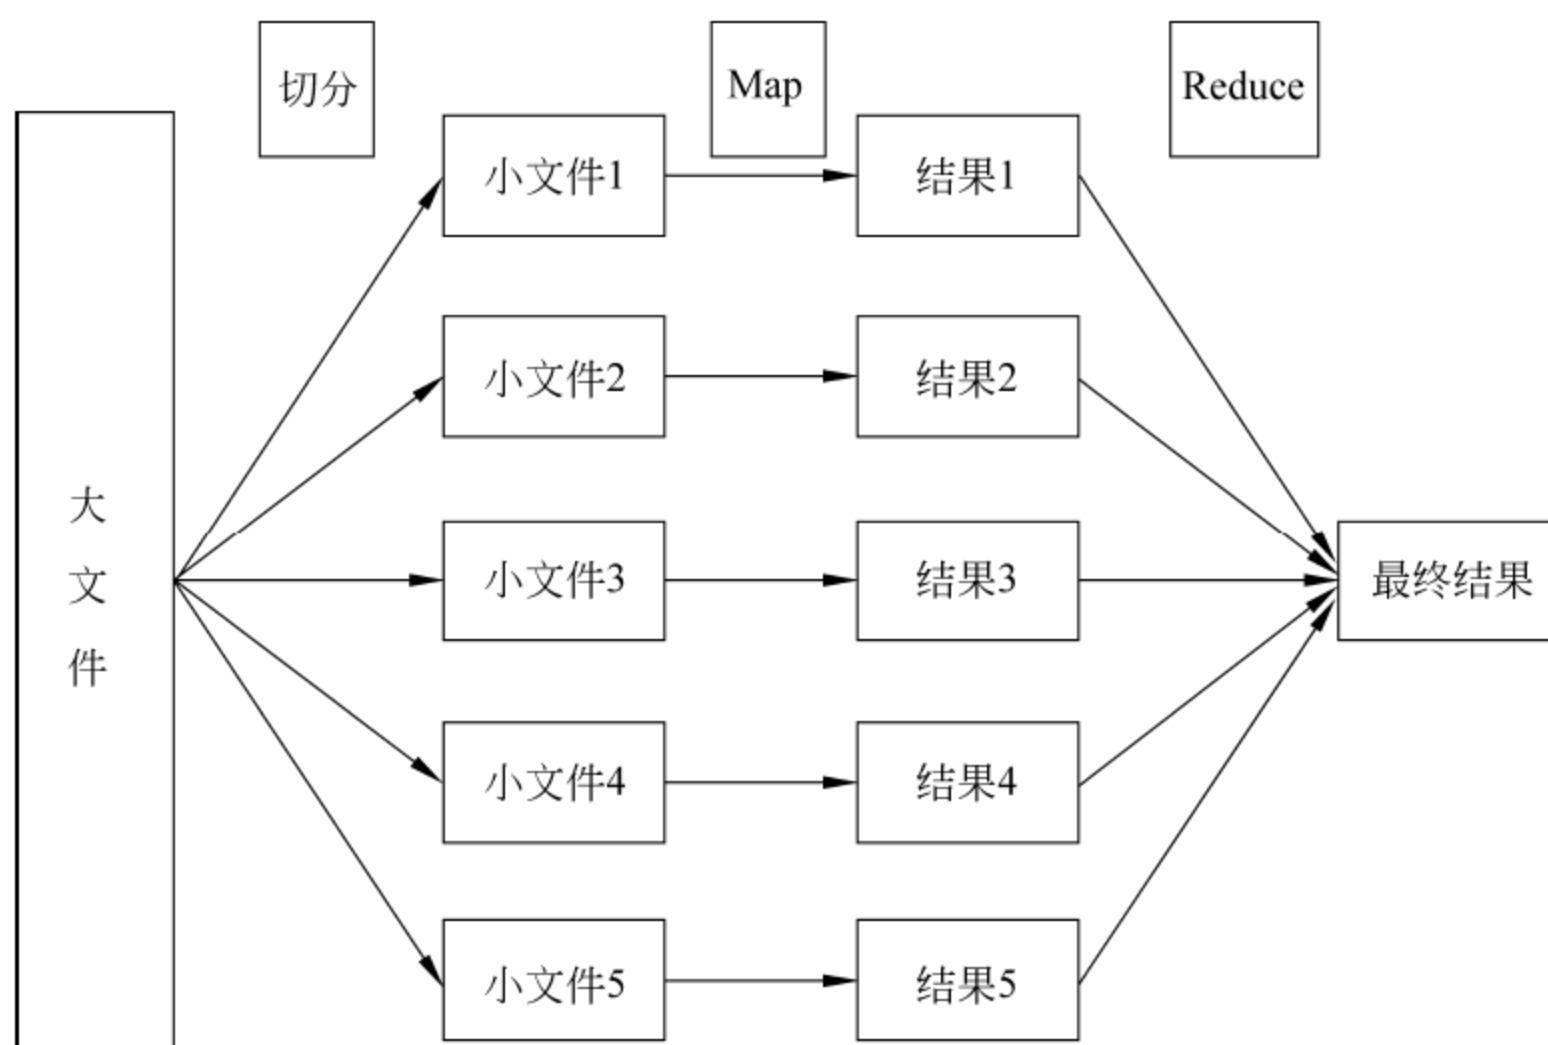 切分
Map
Reduce
大
文
件
小文件1
结果1
小文件2
结果2
小文件3
结果3
最终结果
小文件4
结果4
小文件5
结果5